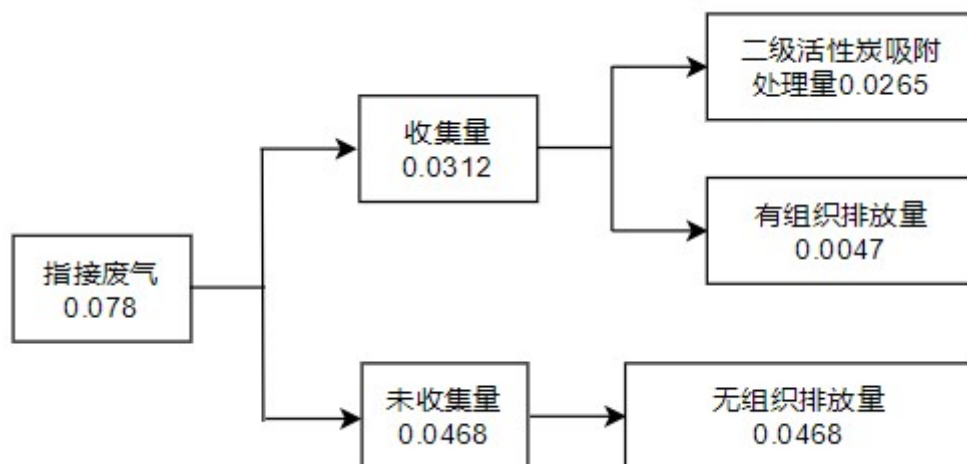 二级活性炭吸附
处理量0.0265
收集量
0.0312
有组织排放量
0.0047
指接废气
0.078
未收集量
0.0468
无组织排放量
0.0468